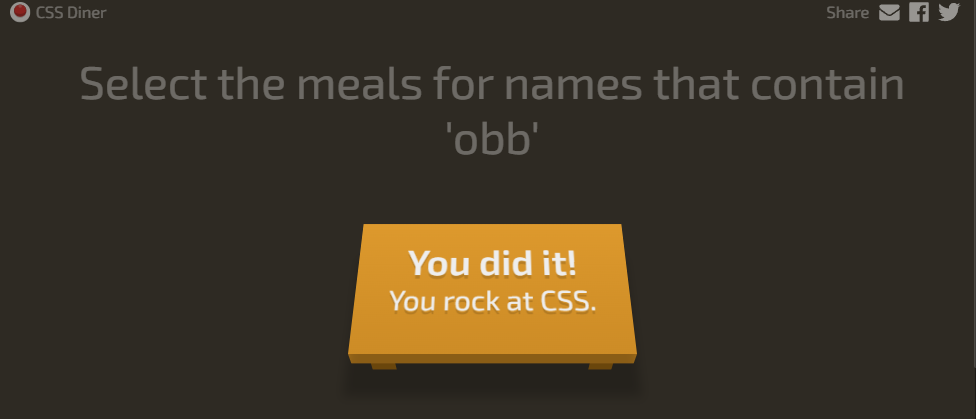 CSS Diner
Share
Select the meals for names that contain
'obb'
You did it!
You rock at CSS.